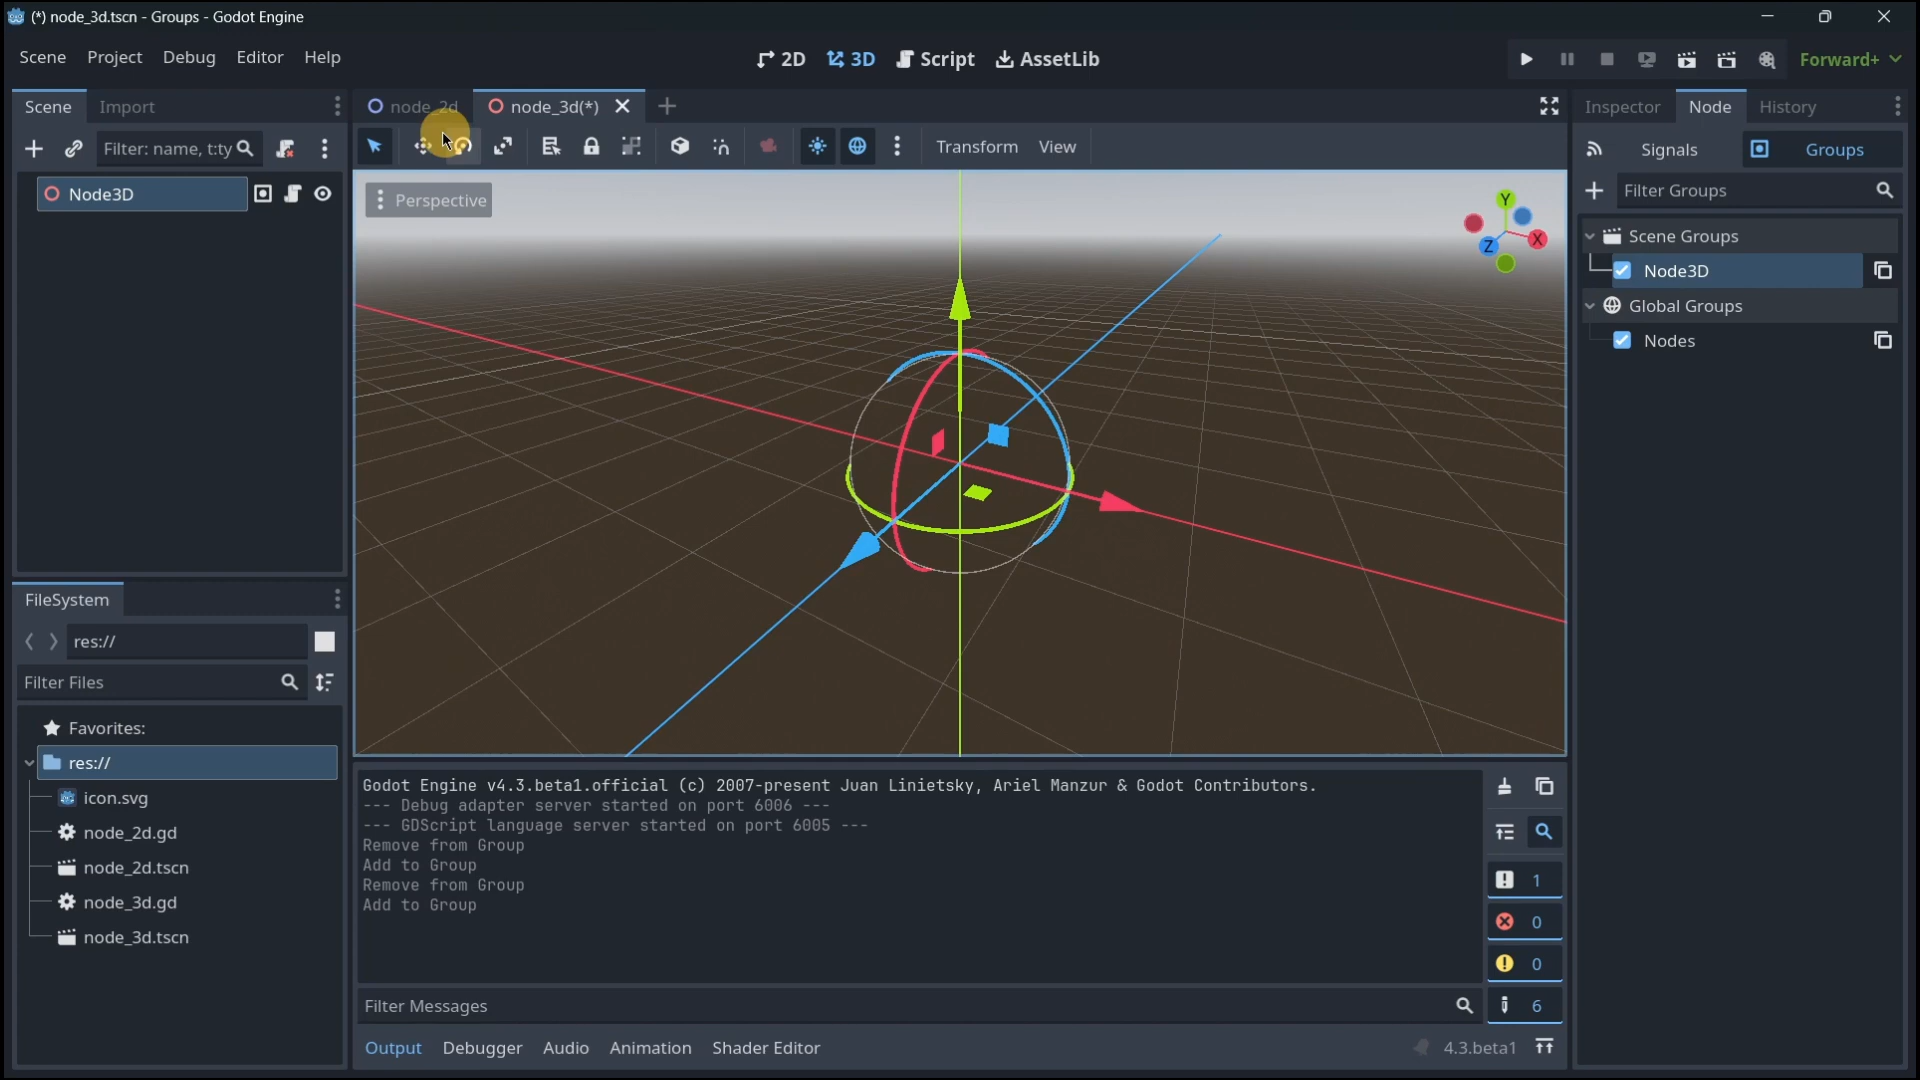 (*) node_3d.tscn - Groups - Godot Engine
Scene Project Debug Editor Help
2D 3D Script AssetLib
Forward+
Scene Import
node_2d node_3d(*)
Inspector Node History
Filter: name, t:ty
Transform View
Signals Groups
Node3D
Perspective
Y
X
Z
Filter Groups
Scene Groups
Node3D
Global Groups
Nodes
FileSystem
res://
Filter Files
Favorites:
res://
icon.svg
node_2d.gd
node_2d.tscn
node_3d.gd
node_3d.tscn
Godot Engine v4.3.beta1.official (c) 2007-present Juan Linietsky, Ariel Manzur & Godot Contributors.
--- Debug adapter server started on port 6006 ---
--- GDScript language server started on port 6005 ---
Remove from Group
Add to Group
Remove from Group
Add to Group
1
0
0
6
Filter Messages
Output Debugger Audio Animation Shader Editor
4.3.beta1